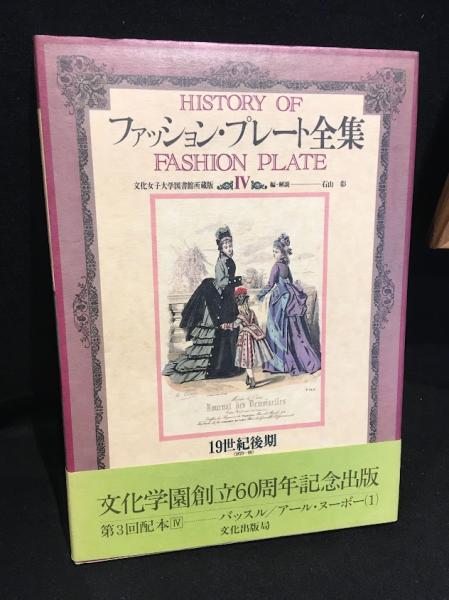 HISTORY OF
ファッション・プレート全集
FASHION PLATE
文化女子大学図書館所蔵版 IV 編・解説———石山 彰
Journal des Demoiselles
19世紀後期
文化学園創立60周年記念出版
第3回配本 IV………バッスル／アール・ヌーボー(1)
文化出版局